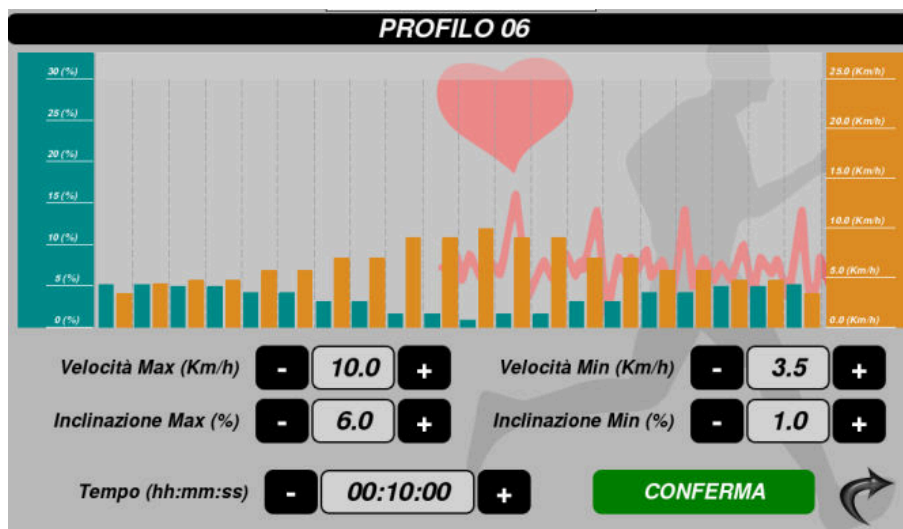 PROFILO 06
30 (%)
25 (%)
20 (%)
15 (%)
10 (%)
5 (%)
0 (%)
25.0 (Km/h)
20.0 (Km/h)
15.0 (Km/h)
10.0 (Km/h)
5.0 (Km/h)
0.0 (Km/h)
Velocità Max (Km/h) - 10.0 + Velocità Min (Km/h) - 3.5 +
Inclinazione Max (%) - 6.0 + Inclinazione Min (%) - 1.0 +
Tempo (hh:mm:ss) - 00:10:00 + CONFERMA